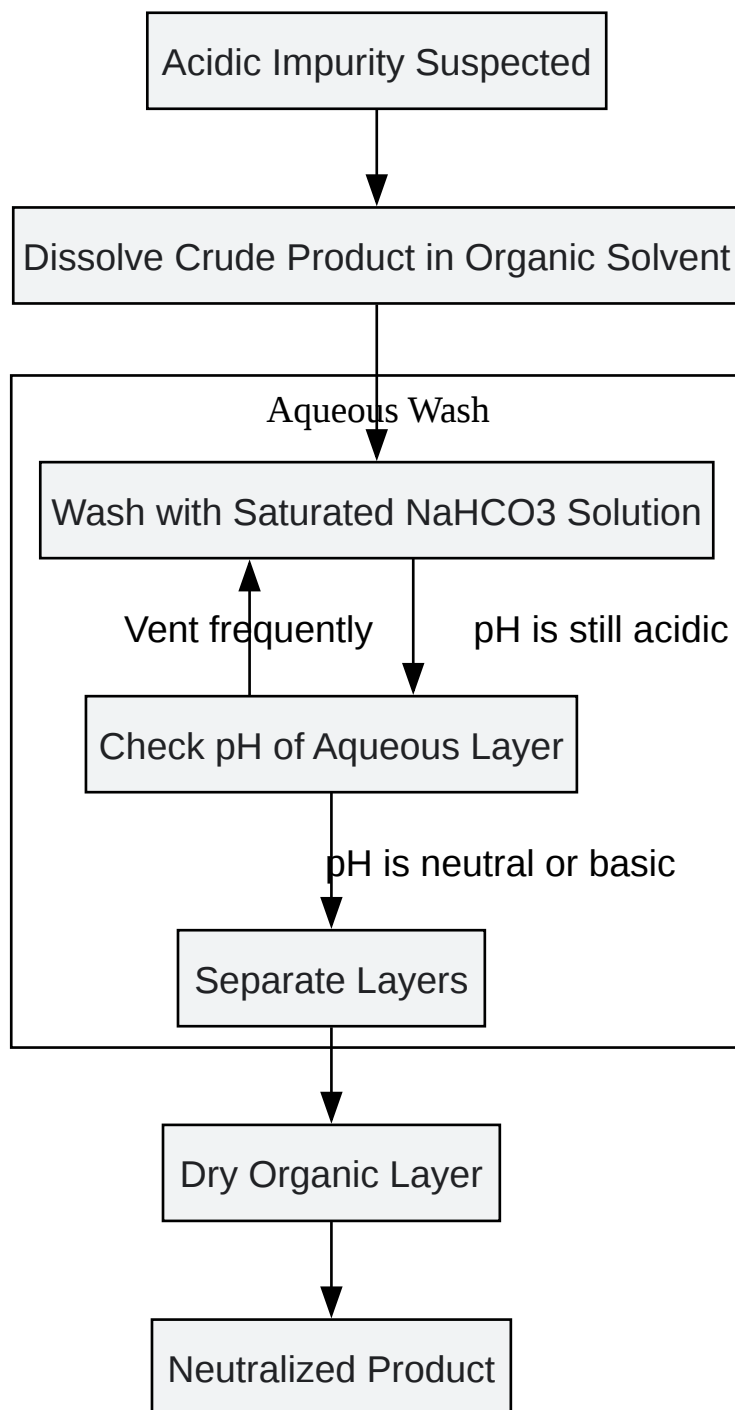 Acidic Impurity Suspected
Dissolve Crude Product in Organic Solvent
Aqueous Wash
Wash with Saturated NaHCO3 Solution
Vent frequently
pH is still acidic
Check pH of Aqueous Layer
pH is neutral or basic
Separate Layers
Dry Organic Layer
Neutralized Product